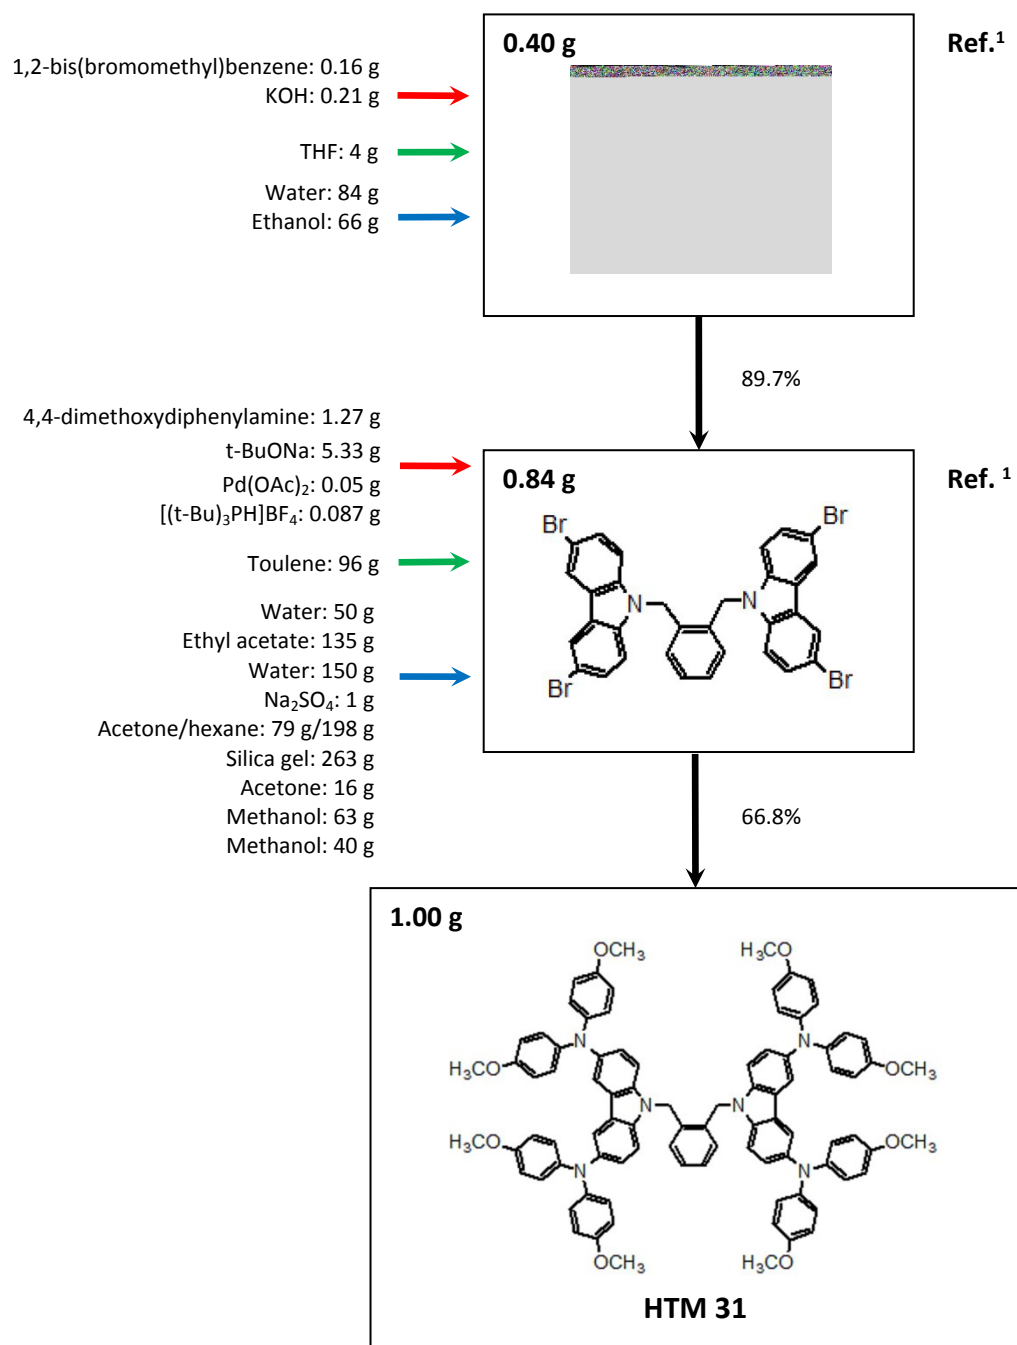 0.40 g
Ref.1
1,2-bis(bromomethyl)benzene: 0.16 g
KOH: 0.21 g
THF: 4 g
Water: 84 g
Ethanol: 66 g
89.7%
4,4-dimethoxydiphenylamine: 1.27 g
t-BuONa: 5.33 g
Pd(OAc)2: 0.05 g
[(t-Bu)3PH]BF4: 0.087 g
Toulene: 96 g
Water: 50 g
Ethyl acetate: 135 g
Water: 150 g
Na2SO4: 1 g
Acetone/hexane: 79 g/198 g
Silica gel: 263 g
Acetone: 16 g
Methanol: 63 g
Methanol: 40 g
0.84 g
Ref. 1
Br
Br
N
N
Br
Br
66.8%
1.00 g
OCH3
H3CO
N
N
H3CO
OCH3
N
N
H3CO
OCH3
N
N
OCH3
H3CO
HTM 31